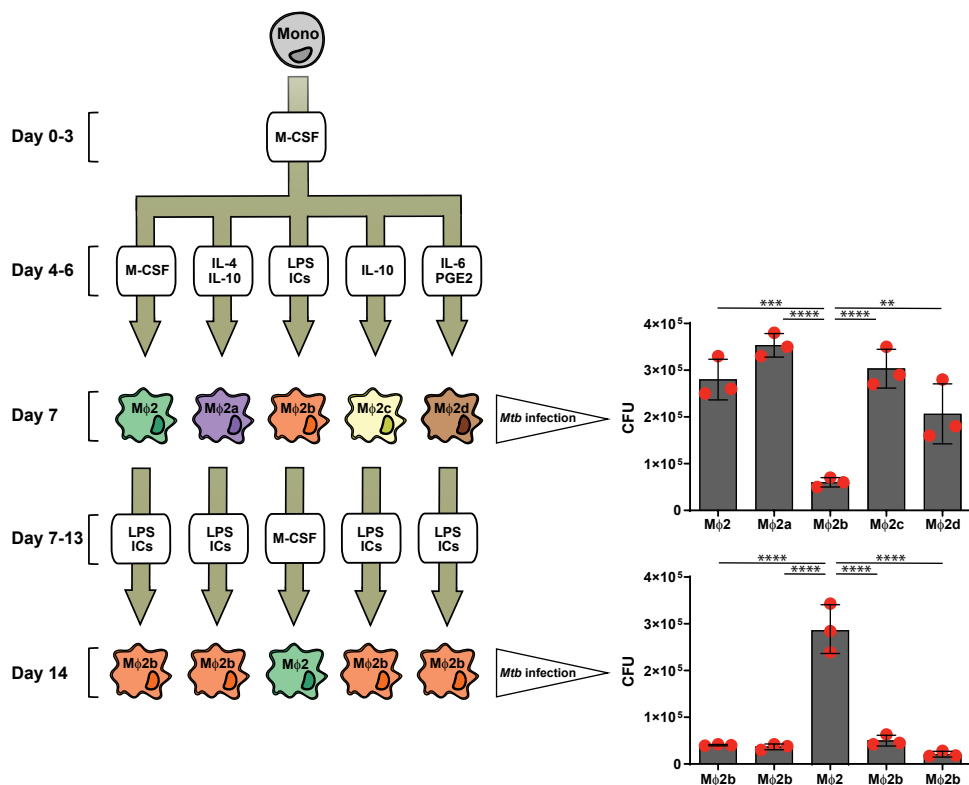 Mono
Day 0-3
M-CSF
Day 4-6
M-CSF
IL-4
IL-10
LPS
ICs
IL-10
IL-6
PGE2
Day 7
Mϕ2
Mϕ2a
Mϕ2b
Mϕ2c
Mϕ2d
Mtb infection
CFU
4×10⁵
3×10⁵
2×10⁵
1×10⁵
0
***
****
****
**
Mϕ2
Mϕ2a
Mϕ2b
Mϕ2c
Mϕ2d
Day 7-13
LPS
ICs
LPS
ICs
M-CSF
LPS
ICs
LPS
ICs
Day 14
Mϕ2b
Mϕ2b
Mϕ2
Mϕ2b
Mϕ2b
Mtb infection
CFU
4×10⁵
3×10⁵
2×10⁵
1×10⁵
0
****
****
****
****
Mϕ2b
Mϕ2b
Mϕ2
Mϕ2b
Mϕ2b